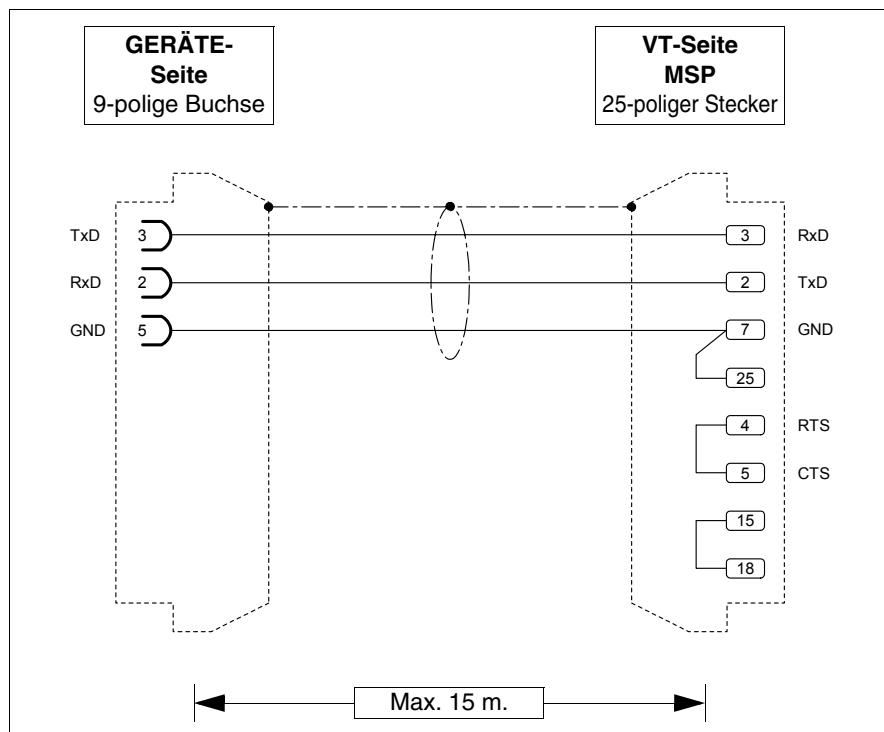 GERÄTE-
Seite
9-polige Buchse
VT-Seite
MSP
25-poliger Stecker
TxD 3 3 RxD
RxD 2 2 TxD
GND 5 7 GND
25
4 RTS
5 CTS
15
18
Max. 15 m.